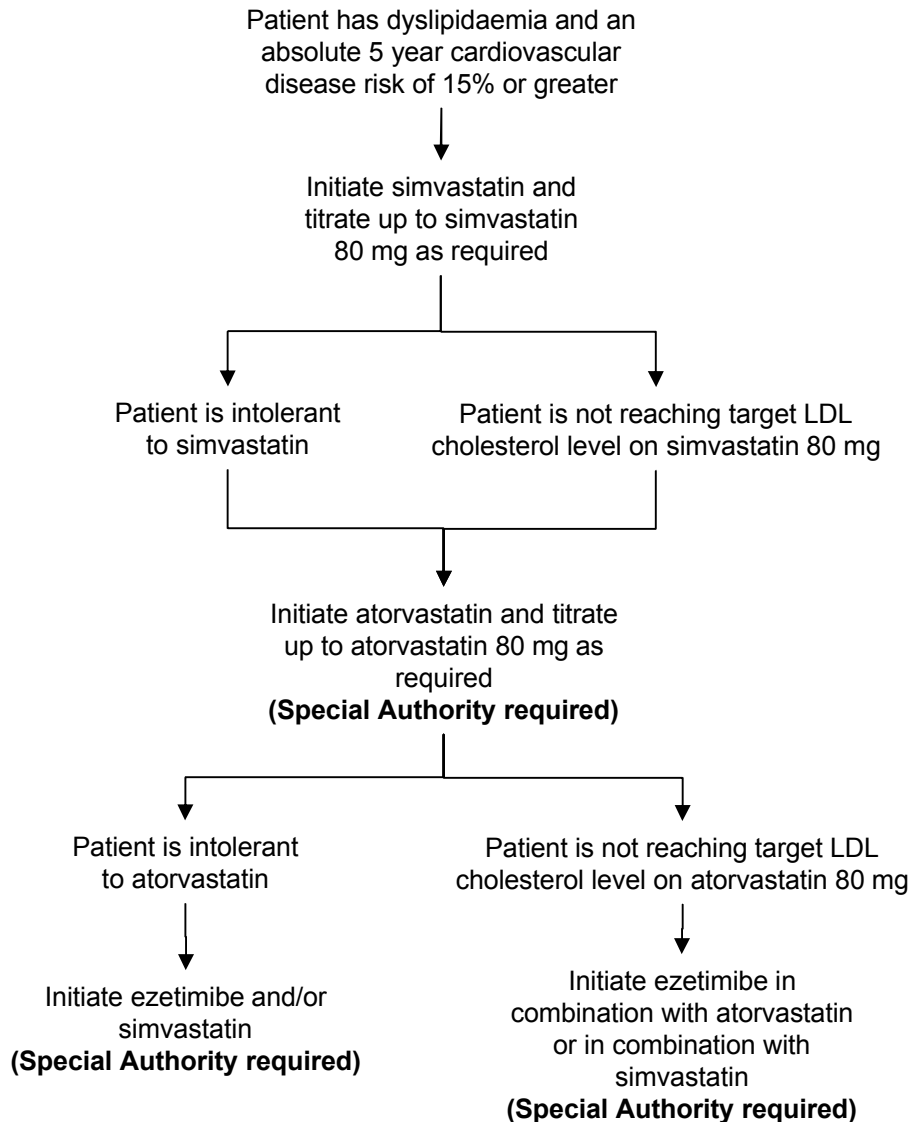 Patient has dyslipidaemia and an
absolute 5 year cardiovascular
disease risk of 15% or greater
Initiate simvastatin and
titrate up to simvastatin
80 mg as required
Patient is intolerant
to simvastatin
Patient is not reaching target LDL
cholesterol level on simvastatin 80 mg
Initiate atorvastatin and titrate
up to atorvastatin 80 mg as
required
(Special Authority required)
Patient is intolerant
to atorvastatin
Patient is not reaching target LDL
cholesterol level on atorvastatin 80 mg
Initiate ezetimibe and/or
simvastatin
(Special Authority required)
Initiate ezetimibe in
combination with atorvastatin
or in combination with
simvastatin
(Special Authority required)